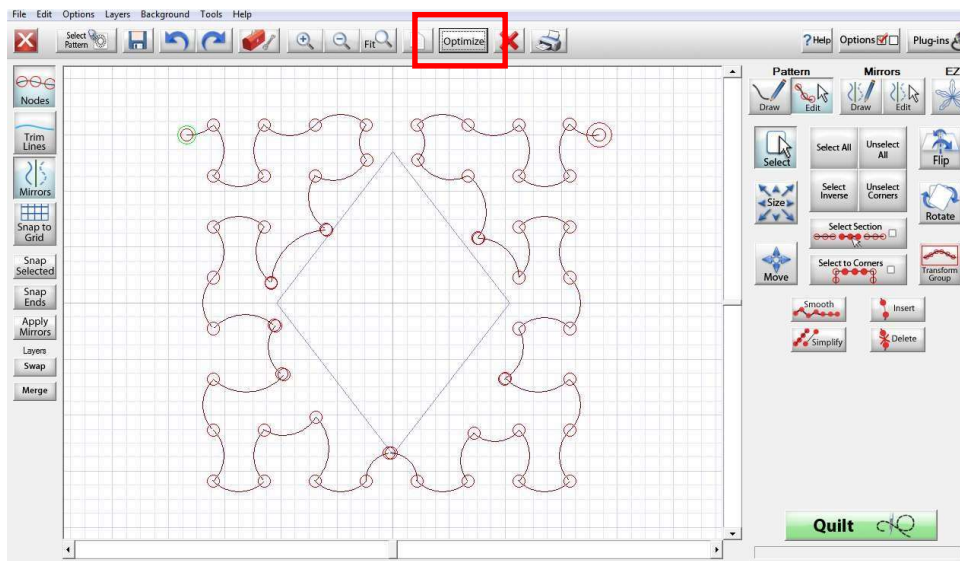 File Edit Options Layers Background Tools Help
Select
Pattern
Fit
Optimize
?Help
Options
Plug-ins
Nodes
Trim
Lines
Mirrors
Snap to
Grid
Snap
Selected
Snap
Ends
Apply
Mirrors
Layers
Swap
Merge
Pattern Mirrors EZ
Draw Edit Draw Edit
Select
Select All
Unselect
All
Flip
Size
Select
Inverse
Unselect
Corners
Rotate
Select Section
Move
Select to Corners
Transform
Group
Smooth
Insert
Simplify
Delete
Quilt